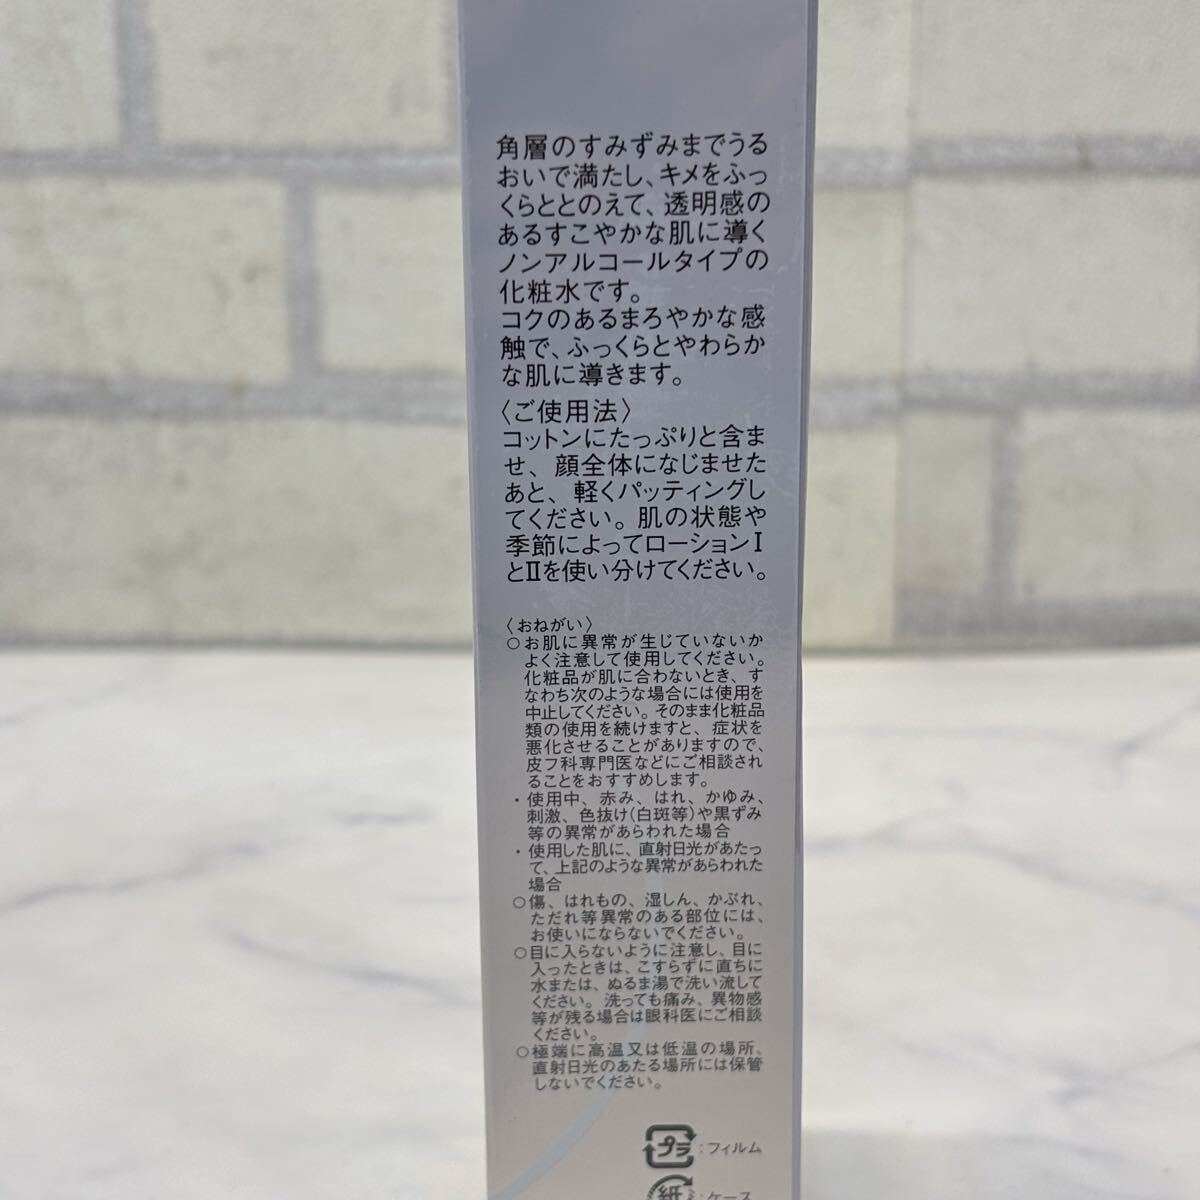 角層のすみずみまでうる
おいで満たし、キメをふっ
くらととのえて、透明感の
あるすこやかな肌に導く
ノンアルコールタイプの
化粧水です。
コクのあるまろやかな感
触で、ふっくらとやわらか
な肌に導きます。
〈ご使用法〉
コットンにたっぷりと含ま
せ、顔全体になじませた
あと、軽くパッティングし
てください。肌の状態や
季節によってローションⅠ
とⅡを使い分けてください。
〈おねがい〉
○お肌に異常が生じていないか
よく注意して使用してください。
化粧品が肌に合わないとき、す
なわち次のような場合には使用を
中止してください。そのまま化粧品
類の使用を続けますと、症状を
悪化させることがありますので、
皮フ科専門医などにご相談され
ることをおすすめします。
・使用中、赤み、はれ、かゆみ、
刺激、色抜け(白斑等)や黒ずみ
等の異常があらわれた場合
・使用した肌に、直射日光があたっ
て、上記のような異常があらわれた
場合
○傷、はれもの、湿しん、かぶれ、
ただれ等異常のある部位には、
お使いにならないでください。
○目に入らないように注意し、目に
入ったときは、こすらずに直ちに
水または、ぬるま湯で洗い流して
ください。洗っても痛み、異物感
等が残る場合は眼科医にご相談
ください。
○極端に高温又は低温の場所、
直射日光のあたる場所には保管
しないでください。
プラ:フィルム
紙:ケース